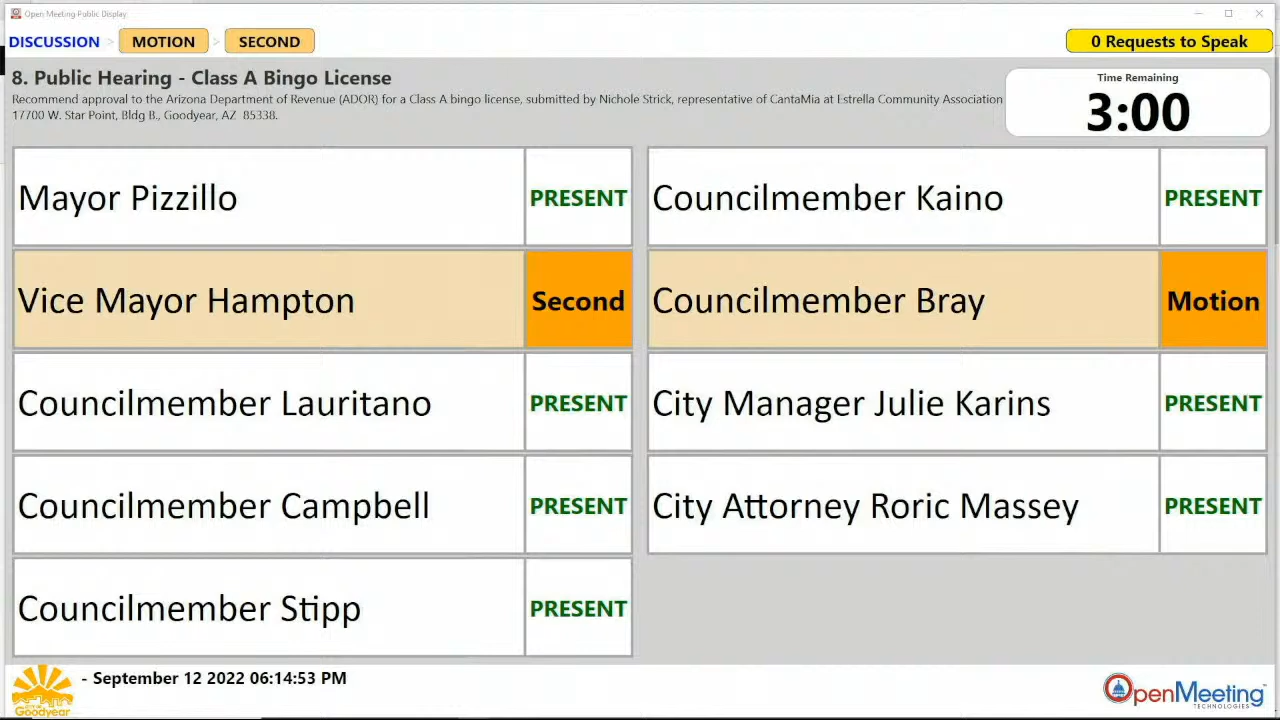 Open Meeting Public Display
DISCUSSION > MOTION > SECOND
0 Requests to Speak
8. Public Hearing - Class A Bingo License
Recommend approval to the Arizona Department of Revenue (ADOR) for a Class A bingo license, submitted by Nichole Strick, representative of CantaMia at Estrella Community Association
17700 W. Star Point, Bldg B., Goodyear, AZ 85338.
Time Remaining
3:00
Mayor Pizzillo PRESENT
Vice Mayor Hampton Second
Councilmember Lauritano PRESENT
Councilmember Campbell PRESENT
Councilmember Stipp PRESENT
Councilmember Kaino PRESENT
Councilmember Bray Motion
City Manager Julie Karins PRESENT
City Attorney Roric Massey PRESENT
- September 12 2022 06:14:53 PM
Goodyear
OpenMeeting
TECHNOLOGIES